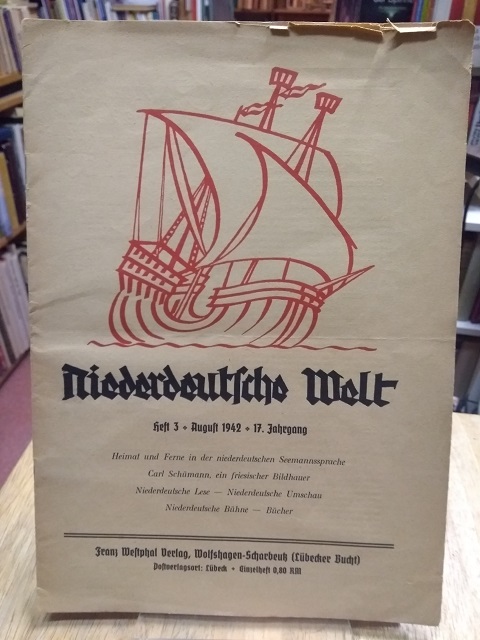 Niederdeutsche Welt
Heft 3 ⬩ August 1942 ⬩ 17. Jahrgang
Heimat und Ferne in der niederdeutschen Seemannssprache
Carl Schümann, ein friesischer Bildhauer
Niederdeutsche Lese — Niederdeutsche Umschau
Niederdeutsche Bühne — Bücher
Franz Westphal Verlag, Wolfshagen-Scharbeutz (Lübecker Bucht)
Postverlagsort: Lübeck • Einzelheft 0,80 RM